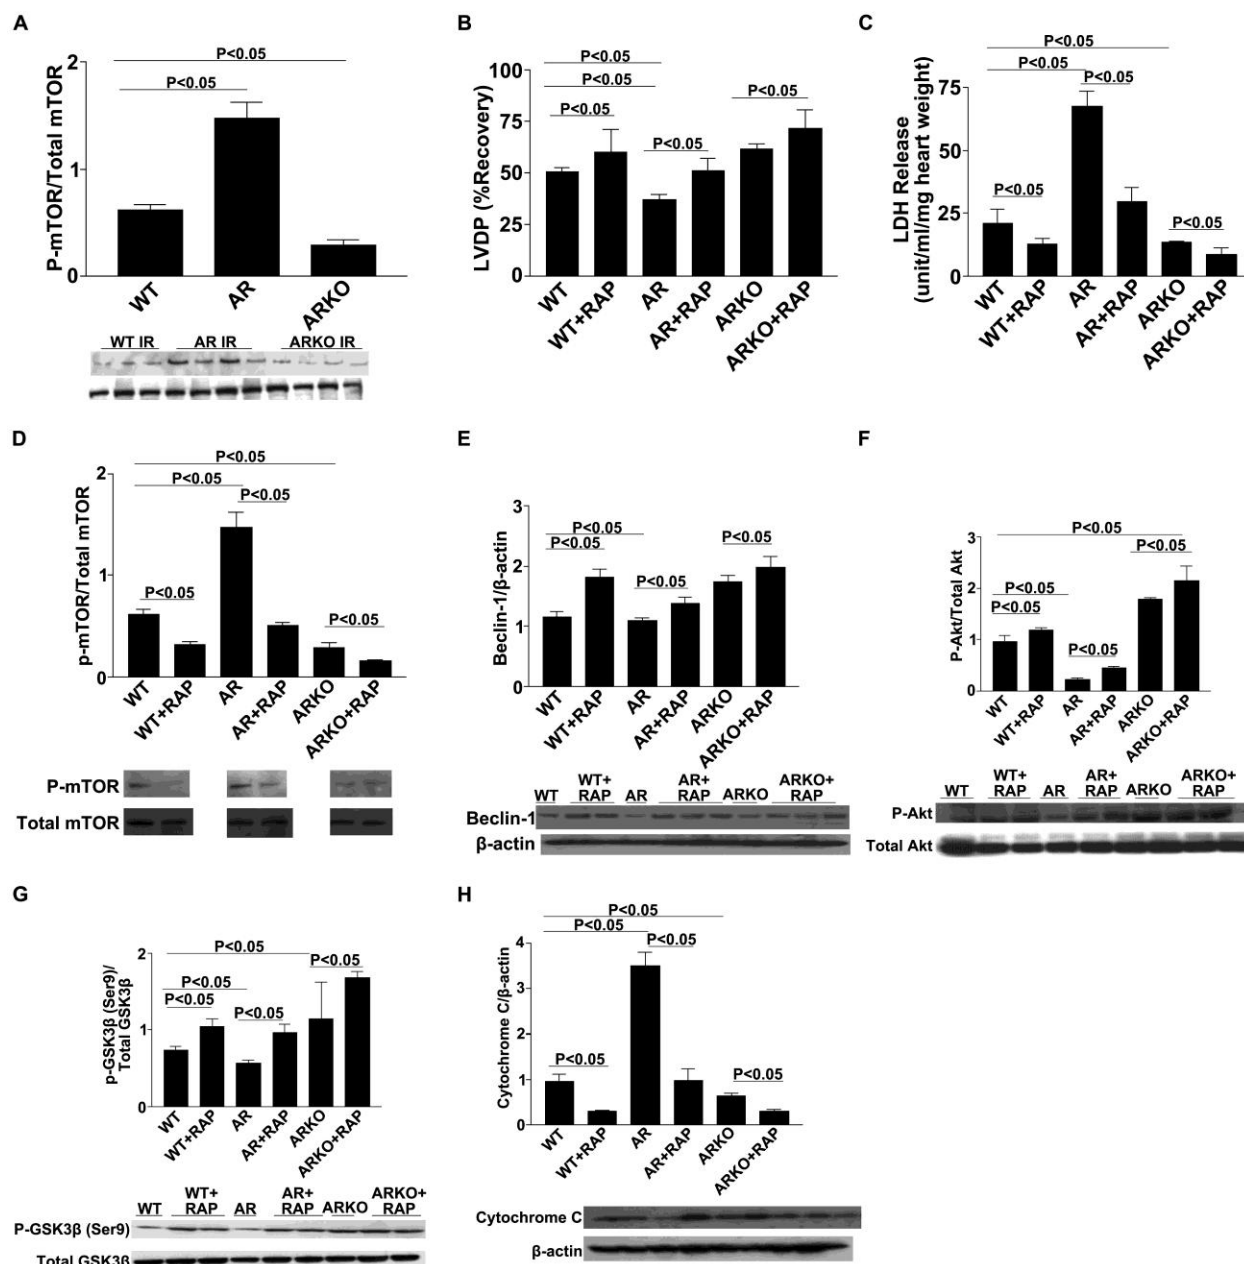 A
P-mTOR/Total mTOR
2
1
0
P<0.05
P<0.05
WT
AR
ARKO
WT IR
AR IR
ARKO IR
B
LVDP (%Recovery)
100
75
50
25
0
P<0.05
P<0.05
P<0.05
P<0.05
P<0.05
WT
WT+RAP
AR
AR+RAP
ARKO
ARKO+RAP
C
LDH Release
(unit/ml/mg heart weight)
75
50
25
0
P<0.05
P<0.05
P<0.05
P<0.05
P<0.05
WT
WT+RAP
AR
AR+RAP
ARKO
ARKO+RAP
D
p-mTOR/Total mTOR
2
1
0
P<0.05
P<0.05
P<0.05
P<0.05
P<0.05
WT
WT+RAP
AR
AR+RAP
ARKO
ARKO+RAP
P-mTOR
Total mTOR
E
Beclin-1/β-actin
3
2
1
0
P<0.05
P<0.05
P<0.05
P<0.05
WT
WT+RAP
AR
AR+RAP
ARKO
ARKO+RAP
WT
WT+
RAP
AR
AR+
RAP
ARKO
ARKO+
RAP
Beclin-1
β-actin
F
P-Akt/Total Akt
3
2
1
0
P<0.05
P<0.05
P<0.05
P<0.05
P<0.05
WT
WT+RAP
AR
AR+RAP
ARKO
ARKO+RAP
WT
WT+
RAP
AR
AR+
RAP
ARKO
ARKO+
RAP
P-Akt
Total Akt
G
p-GSK3β (Ser9)/
Total GSK3β
2
1
0
P<0.05
P<0.05
P<0.05
P<0.05
P<0.05
WT
WT+RAP
AR
AR+RAP
ARKO
ARKO+RAP
WT
WT+
RAP
AR
AR+
RAP
ARKO
ARKO+
RAP
P-GSK3β (Ser9)
Total GSK3β
H
Cytochrome C/β-actin
4
3
2
1
0
P<0.05
P<0.05
P<0.05
P<0.05
P<0.05
WT
WT+RAP
AR
AR+RAP
ARKO
ARKO+RAP
Cytochrome C
β-actin